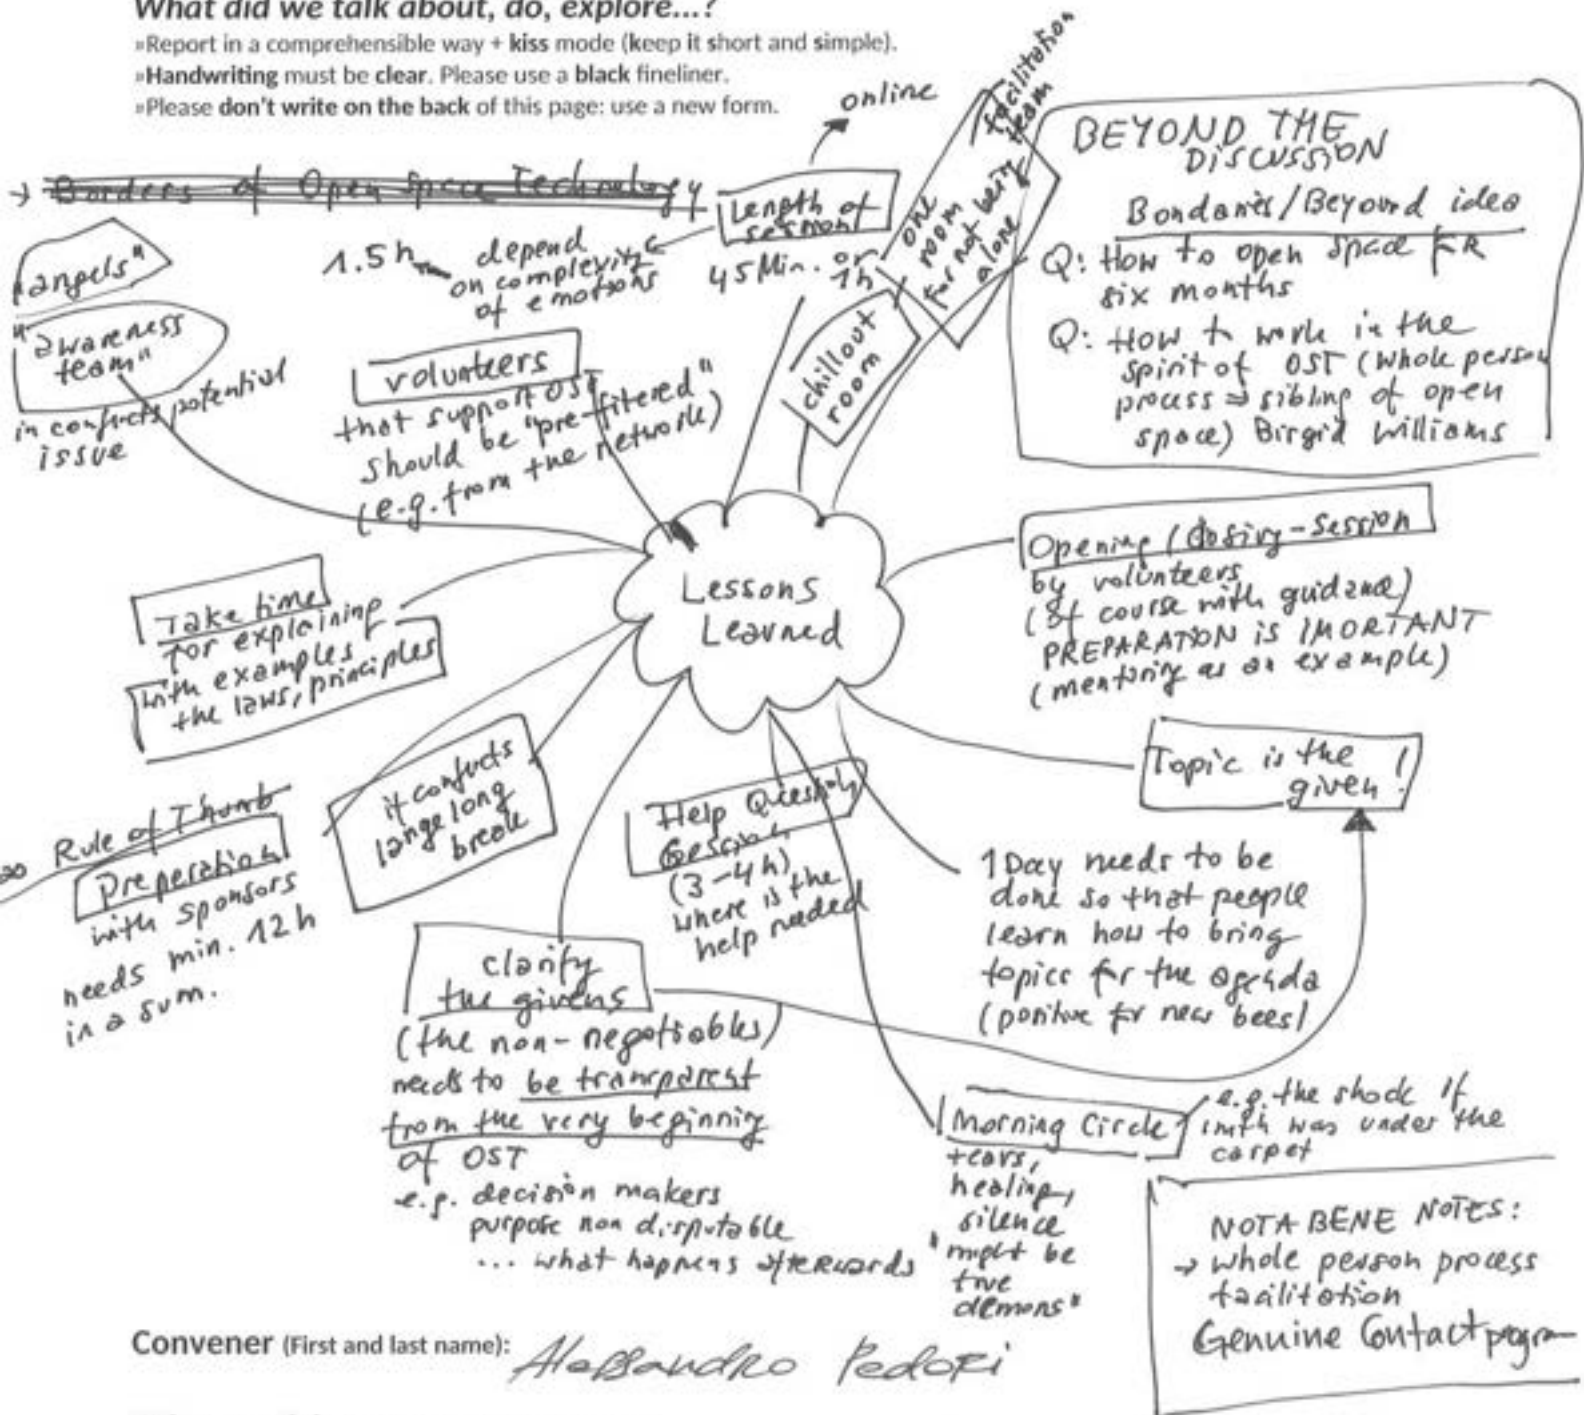 What did we talk about, do, explore...?
»Report in a comprehensible way + kiss mode (keep it short and simple).
»Handwriting must be clear. Please use a black fineliner.
»Please don't write on the back of this page: use a new form.
→ Borders of Open Space Technology
online
Length of
session
45 Min. or
1h
1.5h
depend
on complexity
of emotions
facilitation
team
one
room
for not being
alone
chillout
room
BEYOND THE
DISCUSSION
Bondaries/Beyond idea
Q: How to open space for
six months
Q: How to work in the
spirit of OST (whole person
process ⇒ sibling of open
space) Birgid Williams
"angels"
"awareness
team"
in conficts potential
issue
volunteers
that support OST
should be "pre-fitered"
(e.g. from the network)
Lessons
Learned
Opening / Closing-Session
by volunteers
(of course with guidance)
PREPARATION IS IMORTANT
(mentoring as an example)
Take time
for explaining
with examples
the laws, principles
Topic is the
given!
if conficts
lange long
break
Rule of Thumb
Preperation
with sponsors
needs min. 12h
in a sum.
Help Question
Session
(3-4h)
where is the
help needed
1 Day needs to be
done so that people
learn how to bring
topics for the agenda
(positive for new bees)
clarify
the givens
(the non-negotiables)
needs to be transparent
from the very beginning
of OST
e.g. decision makers
purpose non disputable
... what happens afterwards
! Morning Circle
tears,
healing,
silence
"might be
true
demons"
e.g. the shock if
smth was under the
carpet
NOTA BENE NOTES:
→ whole person process
facilitation
Genuine Contact program
Convener (First and last name): Alessandro Pedori